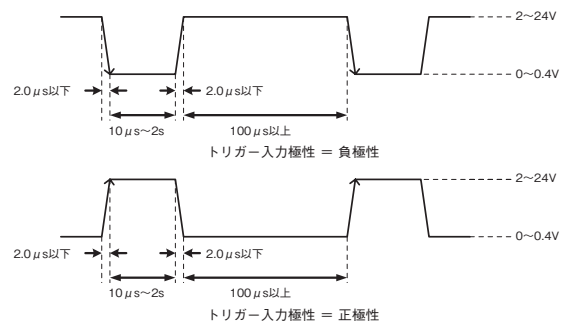 2～24V
0～0.4V
2.0μs以下
2.0μs以下
10μs～2s
100μs以上
トリガー入力極性 ＝ 負極性
2～24V
0～0.4V
2.0μs以下
2.0μs以下
10μs～2s
100μs以上
トリガー入力極性 ＝ 正極性